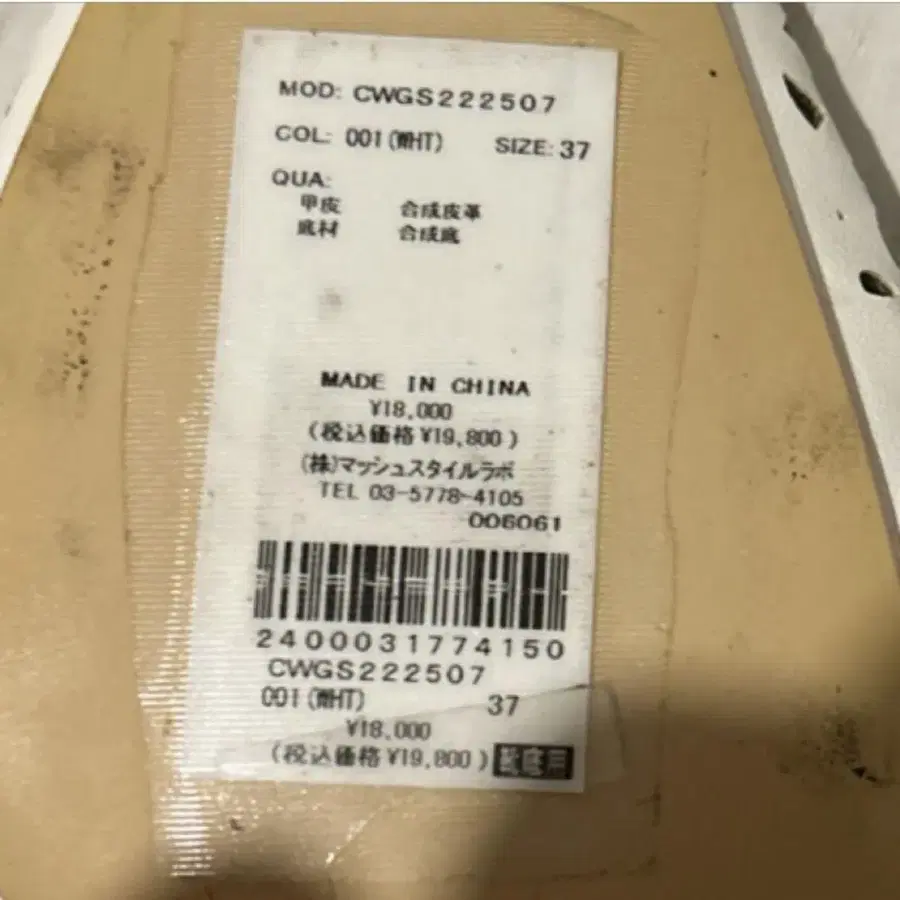 MOD: CWGS222507
COL: 001(WHT) SIZE: 37
QUA:
甲皮 合成皮革
底材 合成底
MADE IN CHINA
¥18,000
(税込価格¥19,800)
(株)マッシュスタイルラボ
TEL 03-5778-4105
006061
2400031774150
CWGS222507
001(WHT) 37
¥18,000
(税込価格¥19,800) 靴底用